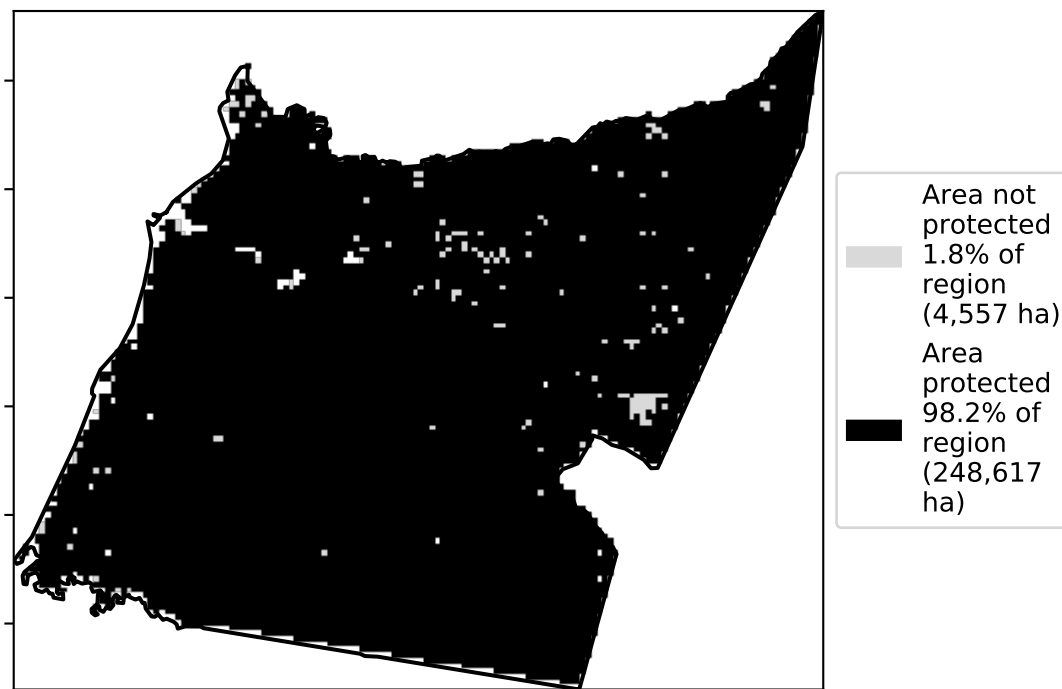 Area not
protected
1.8% of
region
(4,557 ha)
Area
protected
98.2% of
region
(248,617
ha)